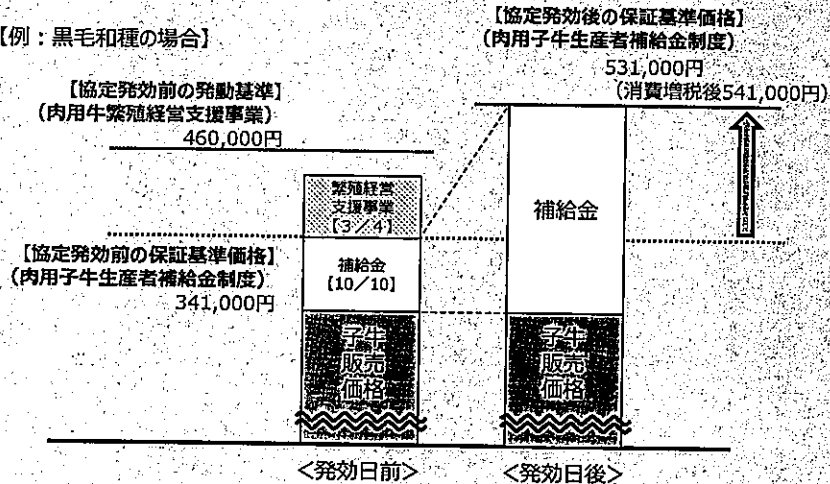 【例：黒毛和種の場合】
【協定発効後の保証基準価格】
（肉用子牛生産者補給金制度）
531,000円
（消費増税後541,000円）
【協定発効前の発動基準】
（肉用牛繁殖経営支援事業）
460,000円
繁殖経営
支援事業
【3／4】
補給金
【協定発効前の保証基準価格】
（肉用子牛生産者補給金制度）
341,000円
補給金
【10／10】
子牛
販売
価格
子牛
販売
価格
＜発効日前＞
＜発効日後＞